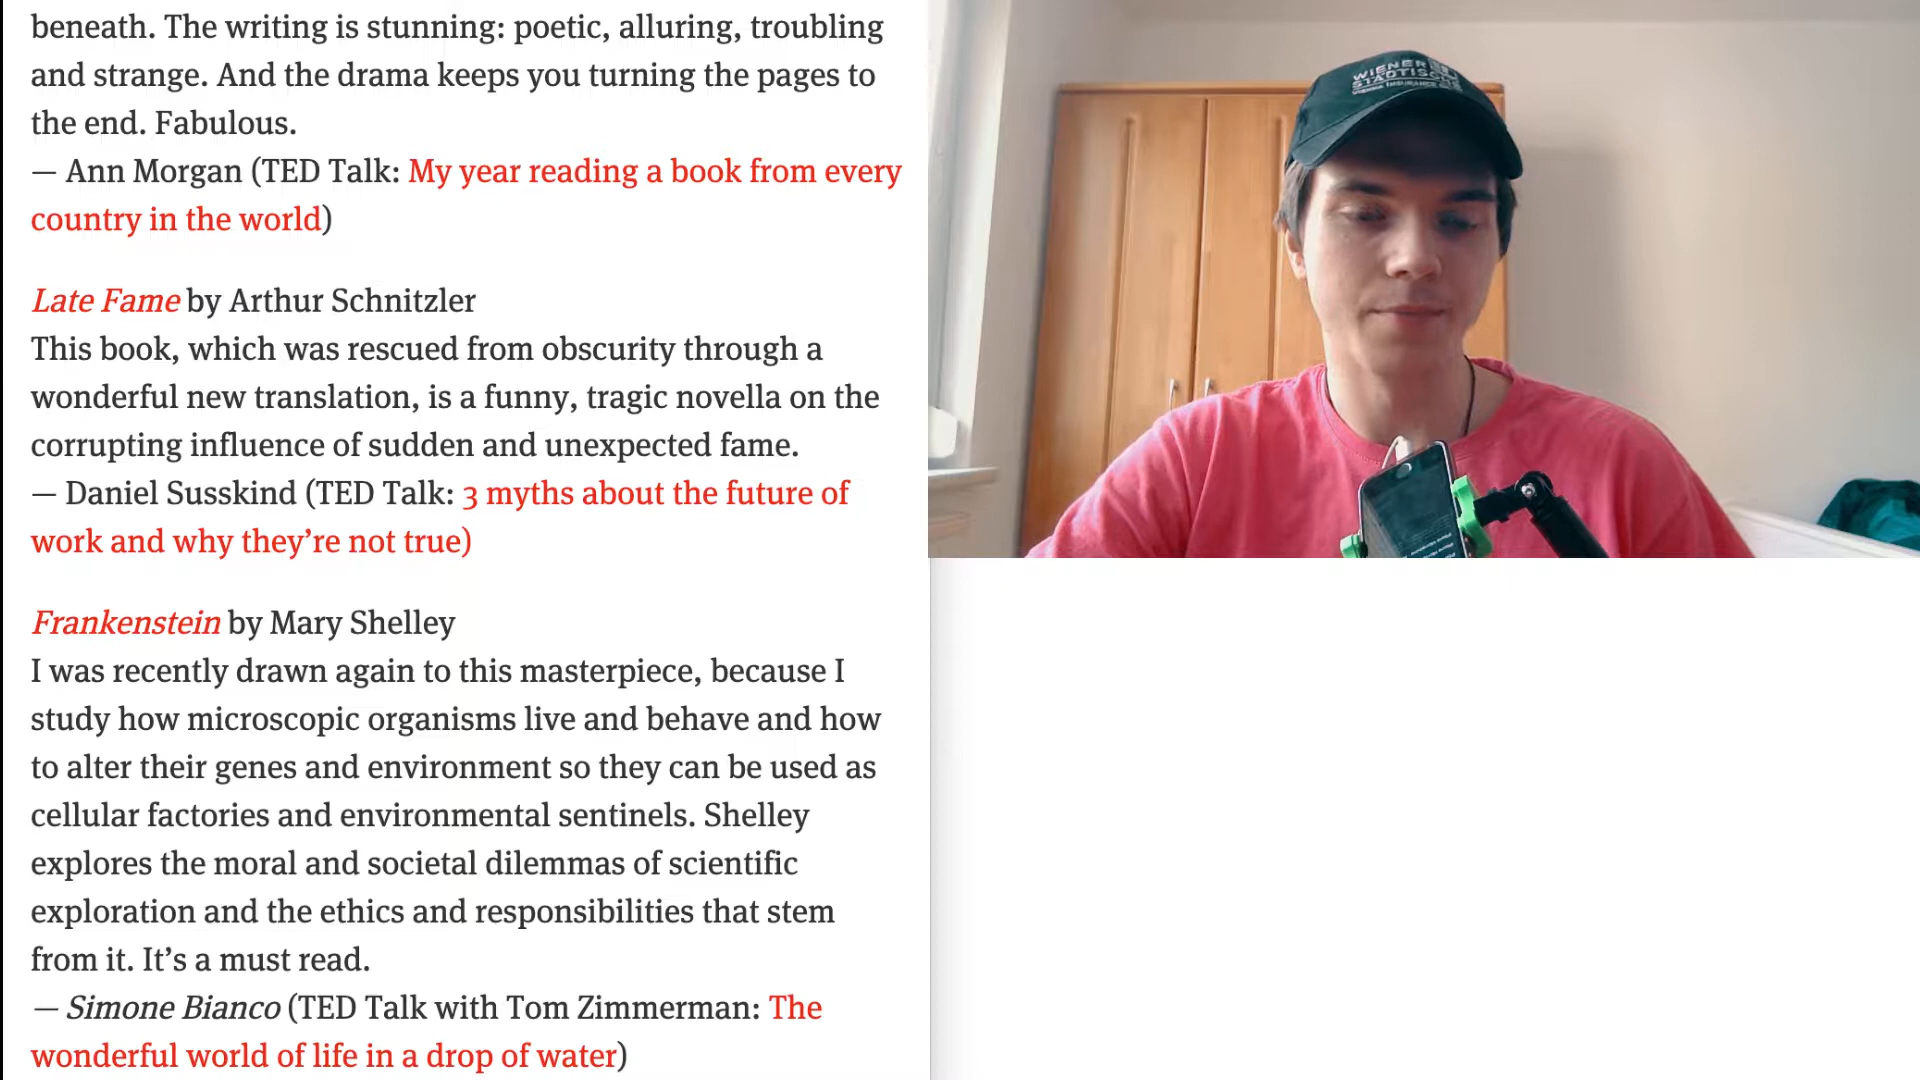 beneath. The writing is stunning: poetic, alluring, troubling
and strange. And the drama keeps you turning the pages to
the end. Fabulous.
— Ann Morgan (TED Talk: My year reading a book from every
country in the world)
Late Fame by Arthur Schnitzler
This book, which was rescued from obscurity through a
wonderful new translation, is a funny, tragic novella on the
corrupting influence of sudden and unexpected fame.
— Daniel Susskind (TED Talk: 3 myths about the future of
work and why they’re not true)
Frankenstein by Mary Shelley
I was recently drawn again to this masterpiece, because I
study how microscopic organisms live and behave and how
to alter their genes and environment so they can be used as
cellular factories and environmental sentinels. Shelley
explores the moral and societal dilemmas of scientific
exploration and the ethics and responsibilities that stem
from it. It’s a must read.
— Simone Bianco (TED Talk with Tom Zimmerman: The
wonderful world of life in a drop of water)
WIENER
STÄDTISCHE
VIENNA INSURANCE